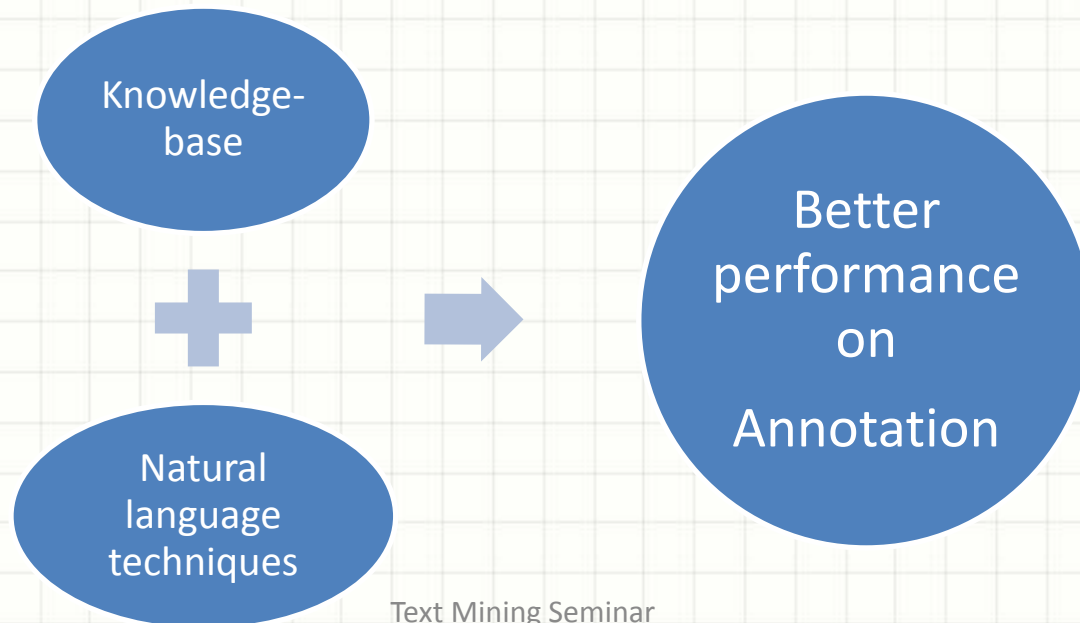 Knowledge-
base
Natural
language
techniques
Better
performance
on
Annotation
Text Mining Seminar